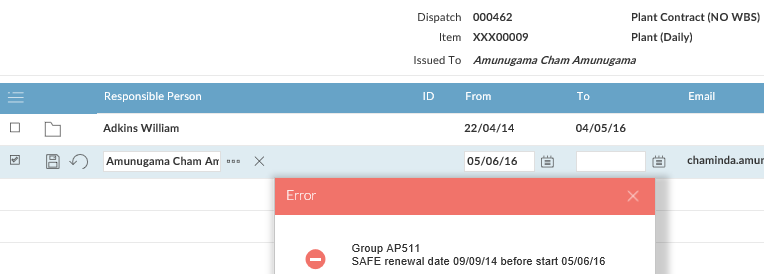 Dispatch 000462 Plant Contract (NO WBS)
Item XXX00009 Plant (Daily)
Issued To Amunugama Cham Amunugama
Responsible Person ID From To Email
Adkins William 22/04/14 04/05/16
Amunugama Cham Am 05/06/16 chaminda.amun
Error
Group AP511
SAFE renewal date 09/09/14 before start 05/06/16